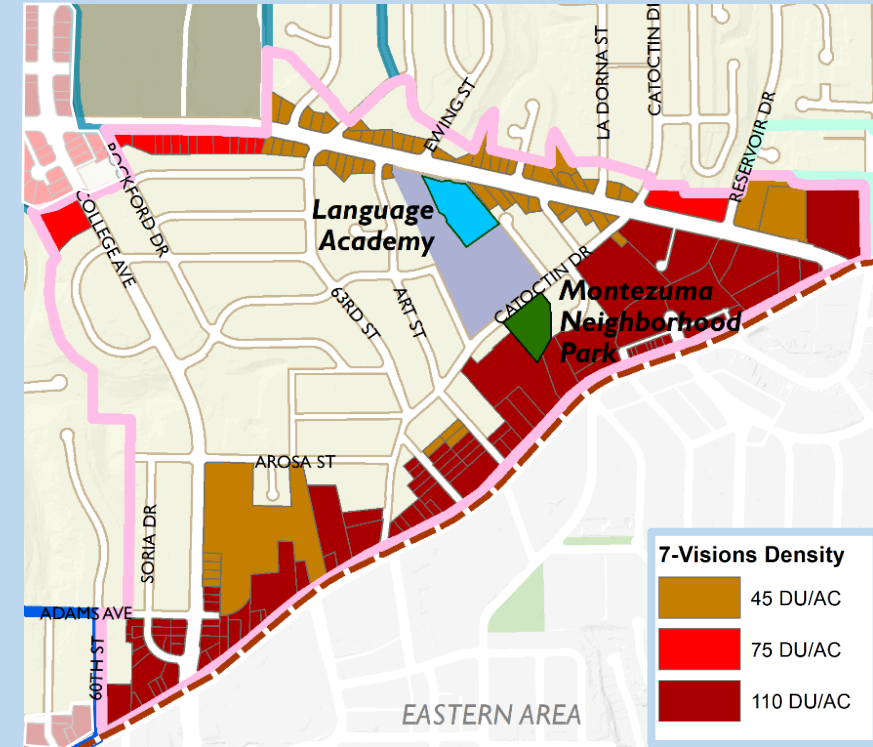 LA DORNA ST
CATOCTIN DI
EWING ST
RESERVOIR DR
ROCKFORD DR
COLLEGE AVE
Language
Academy
CATOCTIN DR
63RD ST
ART ST
Montezuma
Neighborhood
Park
AROSA ST
SORIA DR
ADAMS AVE
60TH ST
EASTERN AREA
7-Visions Density
45 DU/AC
75 DU/AC
110 DU/AC